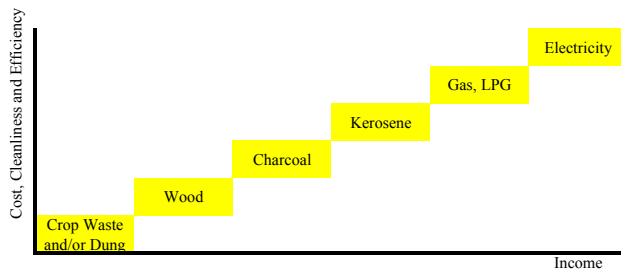 Cost, Cleanliness and Efficiency
Electricity
Gas, LPG
Kerosene
Charcoal
Wood
Crop Waste
and/or Dung
Income